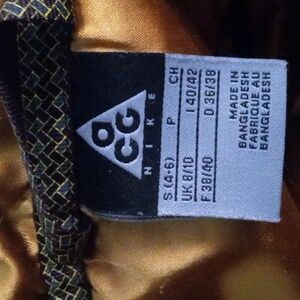 ACG
NIKE
S (4-6) P CH
UK 8/10 I 40/42
F 38/40 D 36/38
MADE IN
BANGLADESH
FABRIQUE AU
BANGLADESH